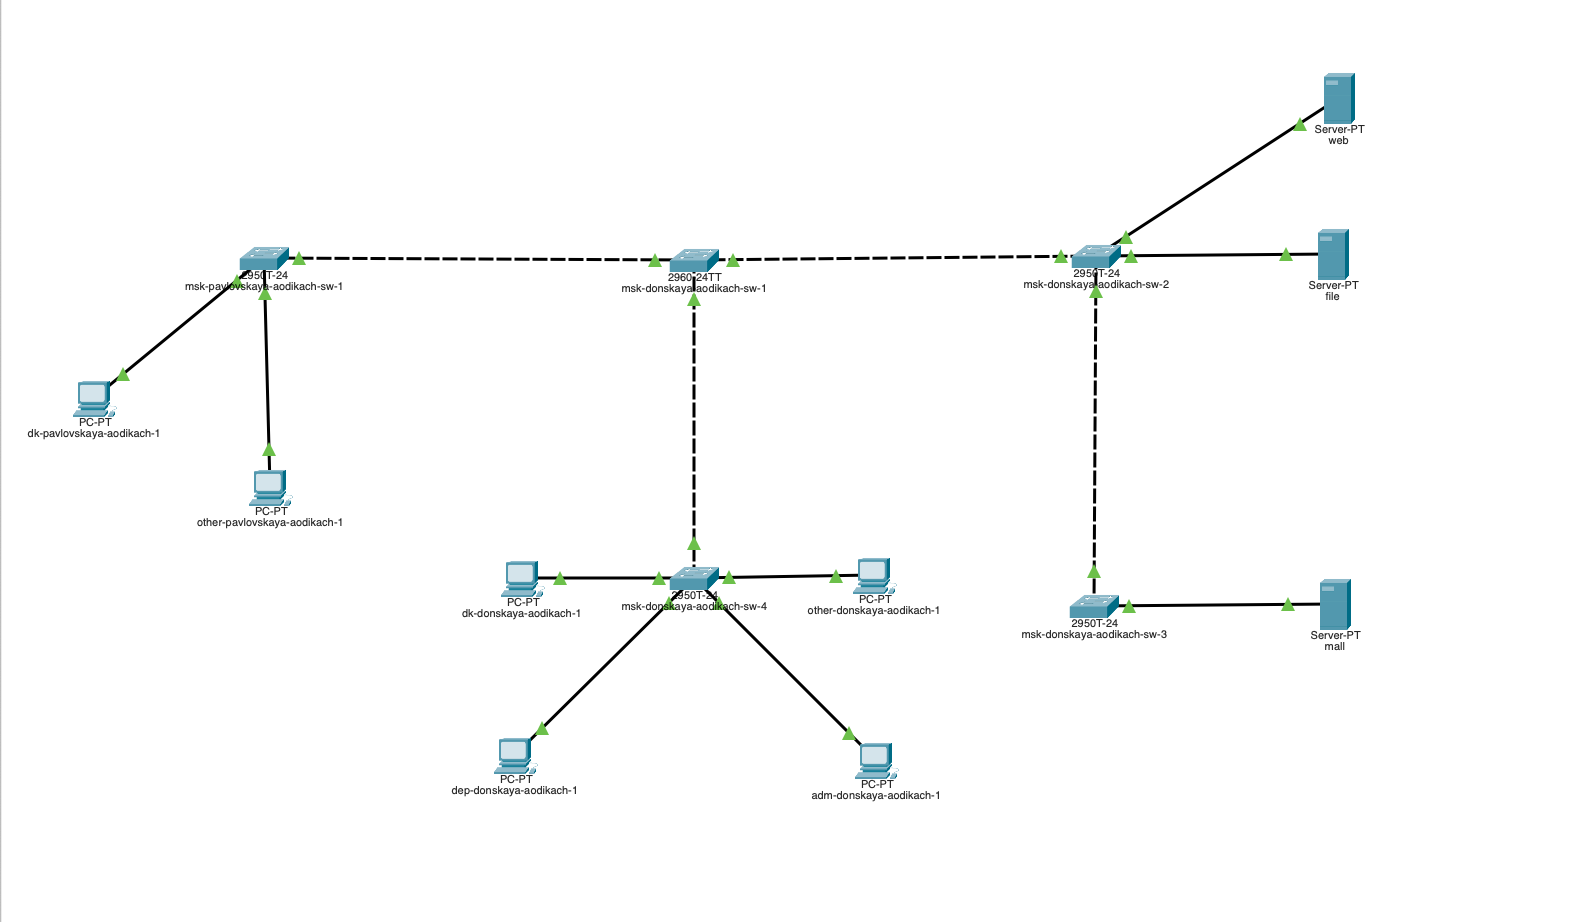 Server-PT
web
2950T-24
msk-pavlovskaya-aodikach-sw-1
2960-24TT
msk-donskaya-aodikach-sw-1
2950T-24
msk-donskaya-aodikach-sw-2
Server-PT
file
PC-PT
dk-pavlovskaya-aodikach-1
PC-PT
other-pavlovskaya-aodikach-1
PC-PT
dk-donskaya-aodikach-1
2950T-24
msk-donskaya-aodikach-sw-4
PC-PT
other-donskaya-aodikach-1
2950T-24
msk-donskaya-aodikach-sw-3
Server-PT
mall
PC-PT
dep-donskaya-aodikach-1
PC-PT
adm-donskaya-aodikach-1